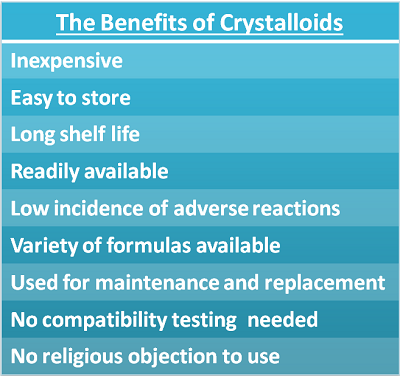 The Benefits of Crystalloids
Inexpensive
Easy to store
Long shelf life
Readily available
Low incidence of adverse reactions
Variety of formulas available
Used for maintenance and replacement
No compatibility testing needed
No religious objection to use